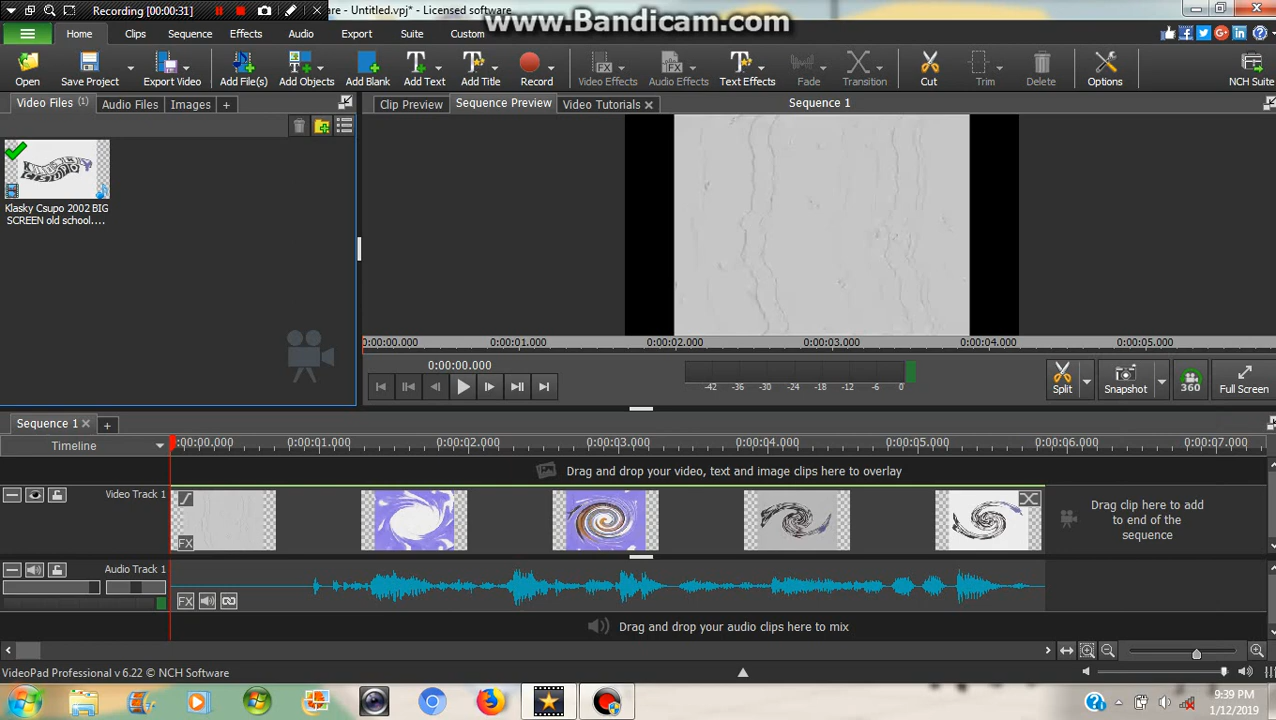 Recording [00:00:31]
are - Untitled.vpj* - Licensed software
www.Bandicam.com
Home Clips Sequence Effects Audio Export Suite Custom
Open Save Project Export Video Add File(s) Add Objects Add Blank Add Text Add Title Record Video Effects Audio Effects Text Effects Fade Transition Cut Trim Delete Options NCH Suite
Video Files (1) Audio Files Images +
Clip Preview Sequence Preview Video Tutorials Sequence 1
Klasky Csupo 2002 BIG
SCREEN old school....
0:00:00.000 0:00:01.000 0:00:02.000 0:00:03.000 0:00:04.000 0:00:05.000
0:00:00.000
-42 -36 -30 -24 -18 -12 -6 0
Split Snapshot 360 Full Screen
Sequence 1
Timeline
0:00:00.000 0:00:01.000 0:00:02.000 0:00:03.000 0:00:04.000 0:00:05.000 0:00:06.000 0:00:07.000
Drag and drop your video, text and image clips here to overlay
Video Track 1
FX
Drag clip here to add
to end of the
sequence
Audio Track 1
FX
Drag and drop your audio clips here to mix
VideoPad Professional v 6.22 © NCH Software
9:39 PM
1/12/2019